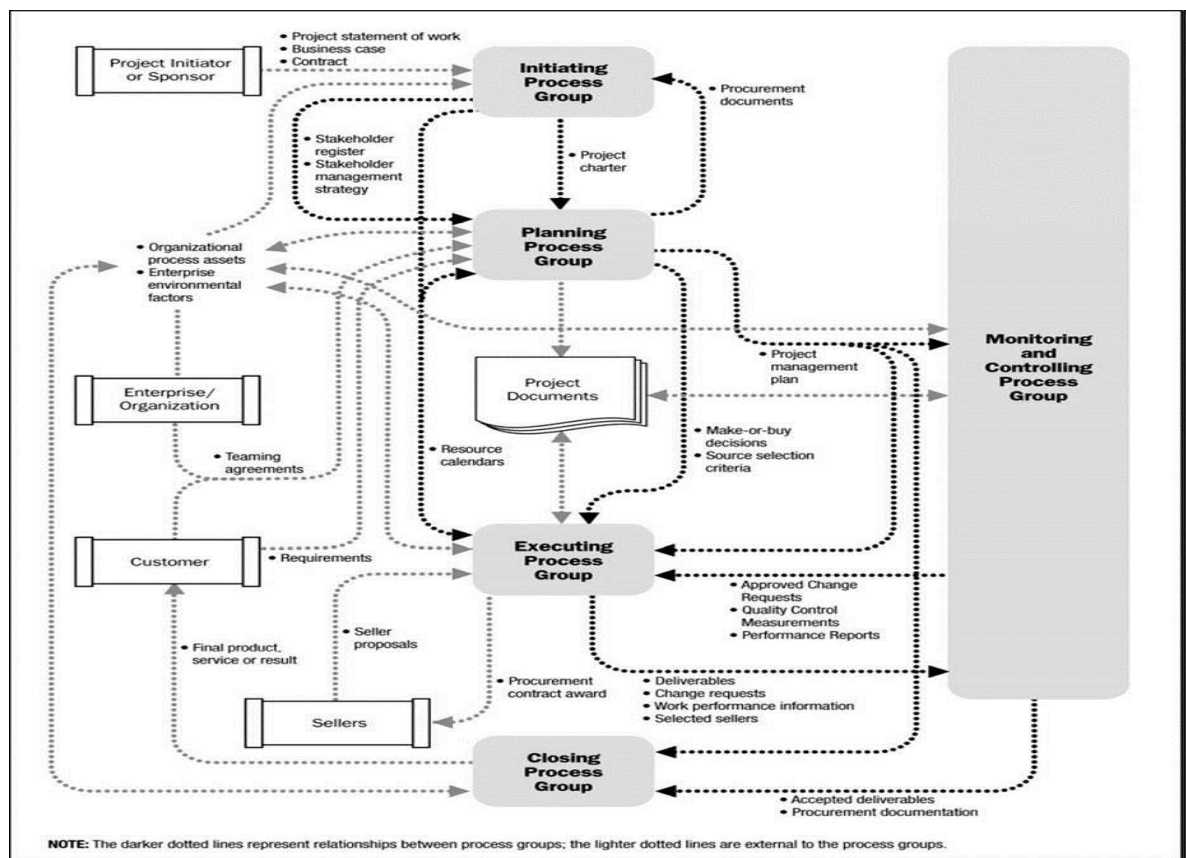 Project Initiator
or Sponsor
• Project statement of work
• Business case
• Contract
Initiating
Process
Group
• Procurement
documents
• Stakeholder
register
• Stakeholder
management
strategy
• Project
charter
Planning
Process
Group
• Organizational
process assets
• Enterprise
environmental
factors
Monitoring
and
Controlling
Process
Group
• Project
management
plan
Project
Documents
Enterprise/
Organization
• Make-or-buy
decisions
• Source selection
criteria
• Teaming
agreements
• Resource
calendars
Executing
Process
Group
Customer
• Requirements
• Approved Change
Requests
• Quality Control
Measurements
• Performance Reports
• Seller
proposals
• Final product,
service or result
• Procurement
contract award
• Deliverables
• Change requests
• Work performance information
• Selected sellers
Sellers
Closing
Process
Group
• Accepted deliverables
• Procurement documentation
NOTE: The darker dotted lines represent relationships between process groups; the lighter dotted lines are external to the process groups.